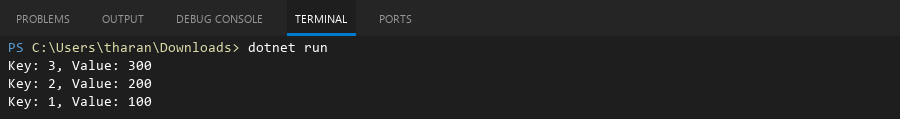 PROBLEMS OUTPUT DEBUG CONSOLE TERMINAL PORTS
PS C:\Users\tharan\Downloads> dotnet run
Key: 3, Value: 300
Key: 2, Value: 200
Key: 1, Value: 100